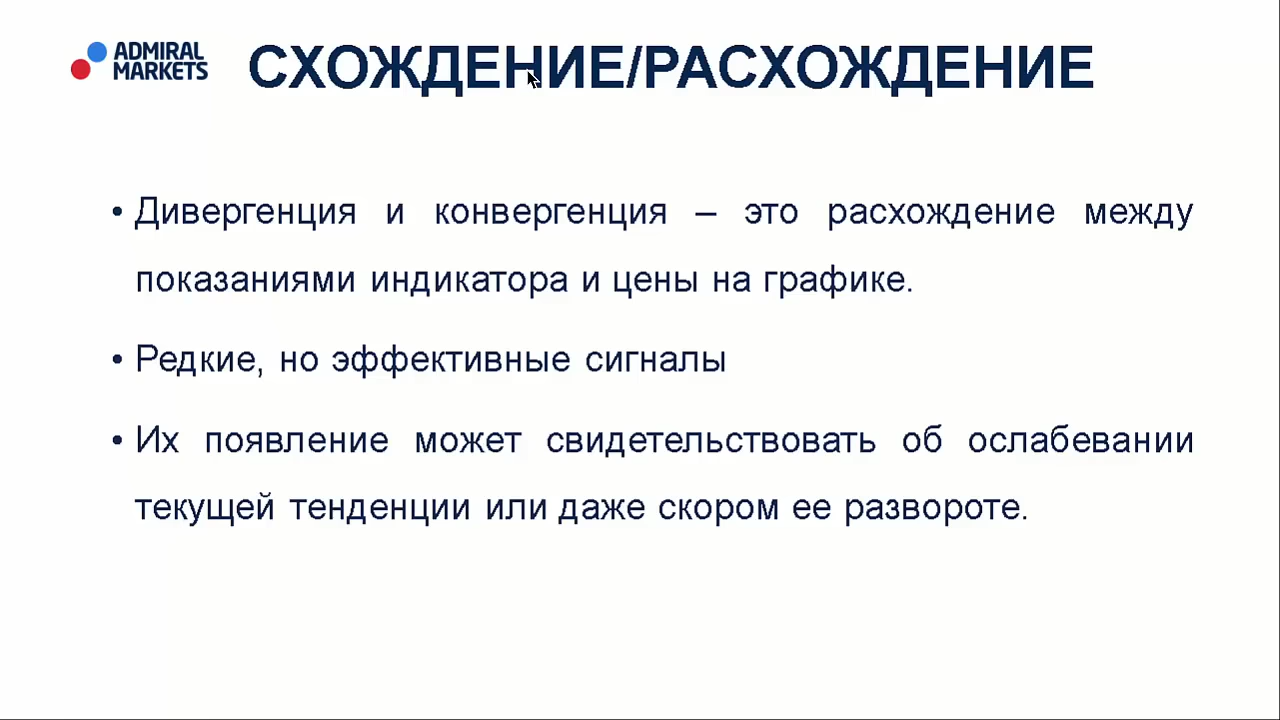 ADMIRAL
MARKETS
СХОЖДЕНИЕ/РАСХОЖДЕНИЕ
• Дивергенция и конвергенция – это расхождение между
показаниями индикатора и цены на графике.
• Редкие, но эффективные сигналы
• Их появление может свидетельствовать об ослабевании
текущей тенденции или даже скором ее развороте.